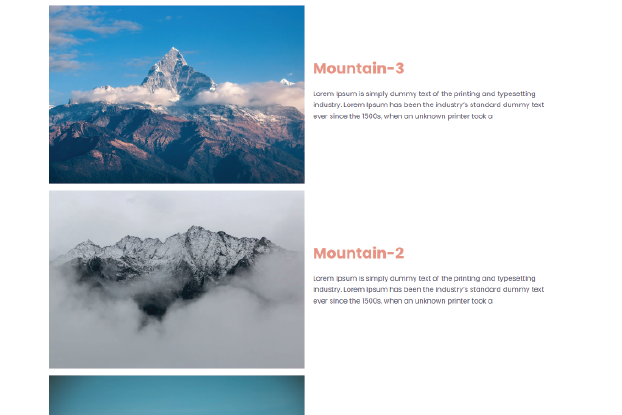 Mountain-3
Lorem Ipsum is simply dummy text of the printing and typesetting
industry. Lorem Ipsum has been the industry's standard dummy text
ever since the 1500s, when an unknown printer took a
Mountain-2
Lorem Ipsum is simply dummy text of the printing and typesetting
industry. Lorem Ipsum has been the industry's standard dummy text
ever since the 1500s, when an unknown printer took a